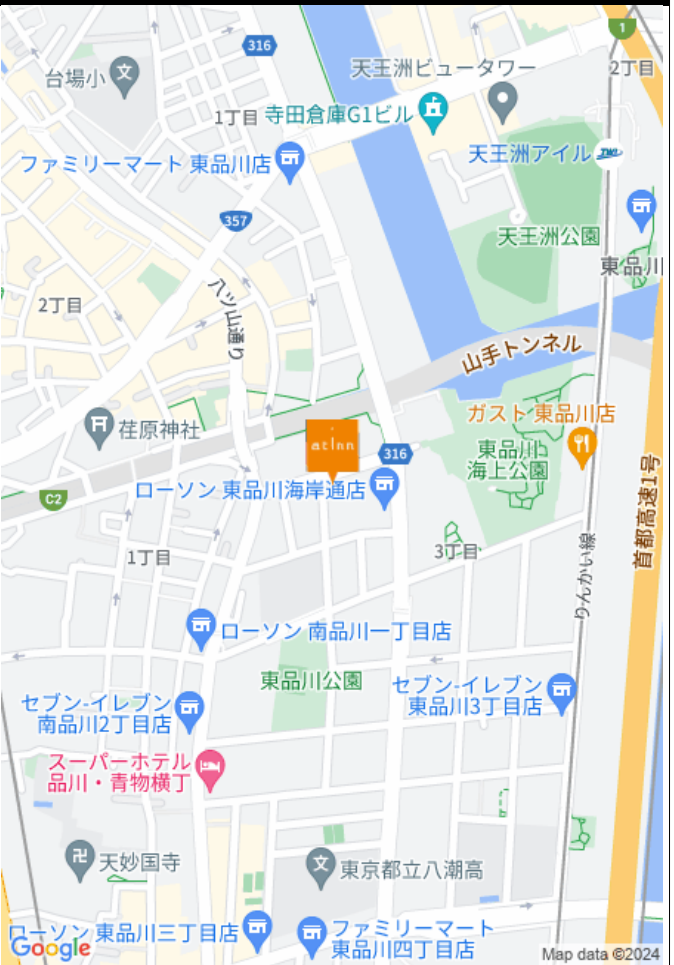 1
316
台場小
天王洲ビュータワー
2丁目
1丁目
寺田倉庫G1ビル
ファミリーマート 東品川店
天王洲アイル
TWR
357
天王洲公園
東品川
八ツ山通り
2丁目
山手トンネル
荏原神社
ガスト 東品川店
atInn
316
東品川
海上公園
C2
ローソン 東品川海岸通店
首都高速1号
1丁目
3丁目
りんかい線
ローソン 南品川一丁目店
東品川公園
セブン-イレブン
南品川2丁目店
セブン-イレブン
東品川3丁目店
スーパーホテル
品川・青物横丁
天妙国寺
東京都立八潮高
ローソン 東品川三丁目店
ファミリーマート
東品川四丁目店
Google
Map data ©2024